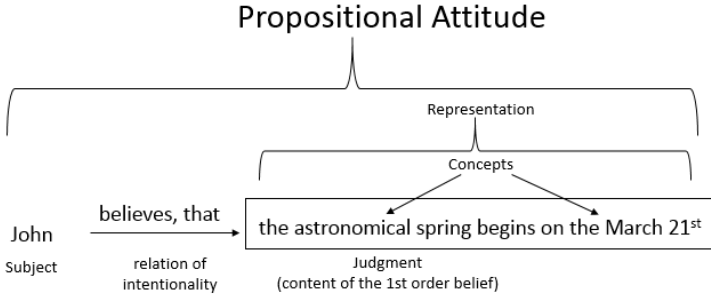 Propositional Attitude
Representation
Concepts
believes, that
the astronomical spring begins on the March 21st
John
Subject
relation of
intentionality
Judgment
(content of the 1st order belief)